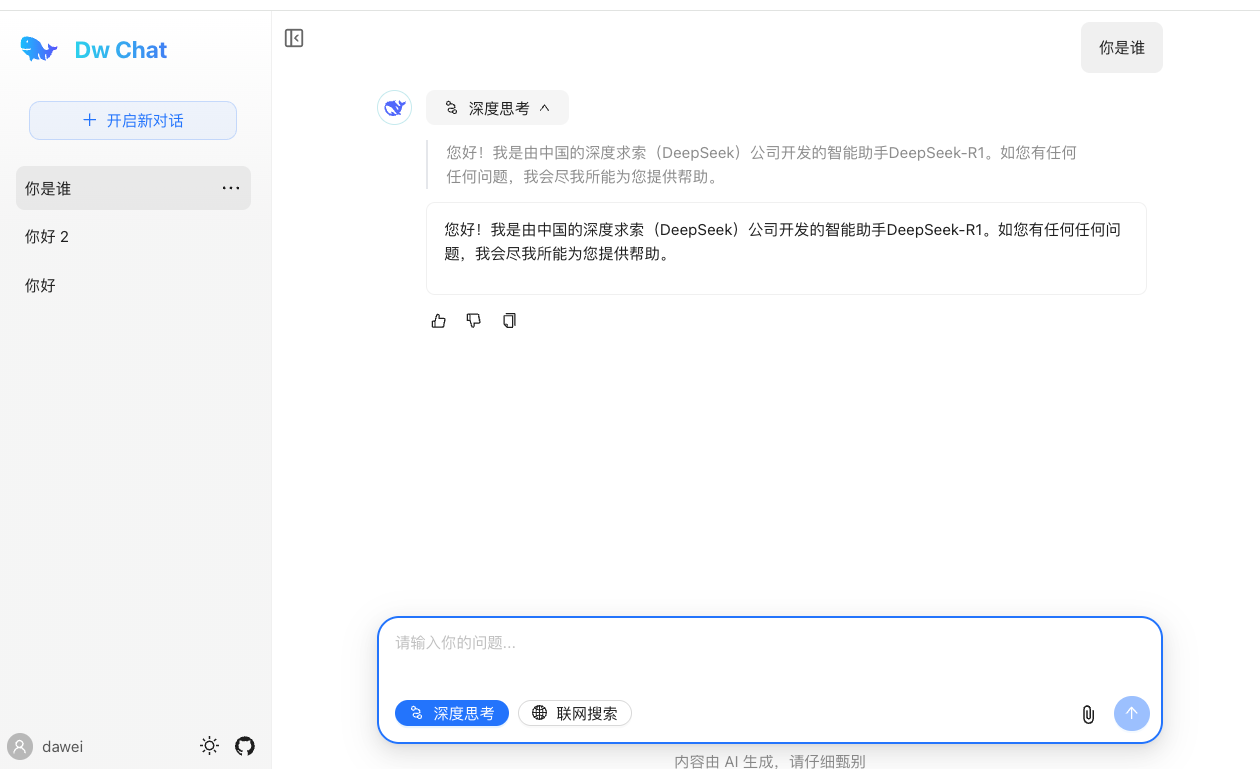 Dw Chat
开启新对话
你是谁
你好 2
你好
dawei
你是谁
深度思考
您好！我是由中国的深度求索（DeepSeek）公司开发的智能助手DeepSeek-R1。如您有任何
任何问题，我会尽我所能为您提供帮助。
您好！我是由中国的深度求索（DeepSeek）公司开发的智能助手DeepSeek-R1。如您有任何任何问
题，我会尽我所能为您提供帮助。
请输入你的问题...
深度思考
联网搜索
内容由 AI 生成，请仔细甄别